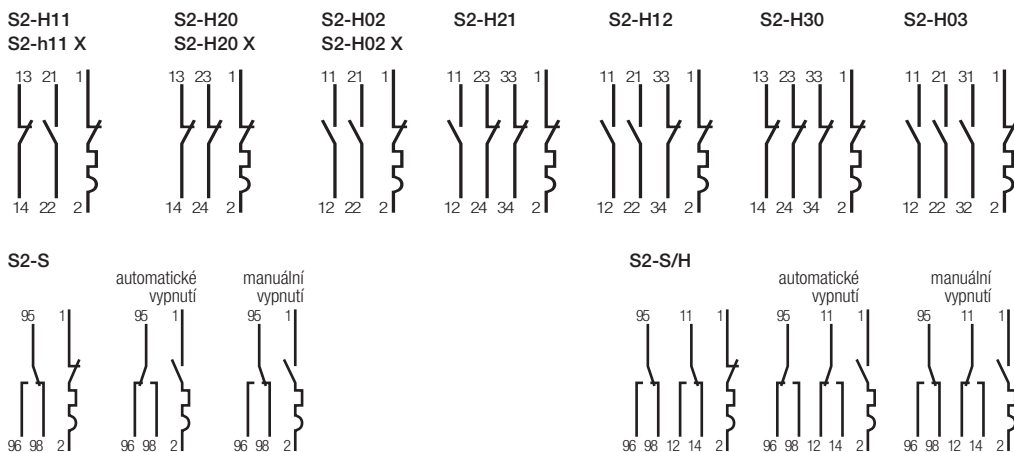 S2-H11 S2-H20 S2-H02 S2-H21 S2-H12 S2-H30 S2-H03
S2-h11 X S2-H20 X S2-H02 X
13 21 1 13 23 1 11 21 1 11 23 33 1 11 21 33 1 13 23 33 1 11 21 31 1
14 22 2 14 24 2 12 22 2 12 24 34 2 12 22 34 2 14 24 34 2 12 22 32 2
S2-S S2-S/H
automatické manuální automatické manuální
vypnutí vypnutí vypnutí vypnutí
95 1 95 1 95 1 95 11 1 95 11 1 95 11 1
96 98 2 96 98 2 96 98 2 96 98 12 14 2 96 98 12 14 2 96 98 12 14 2